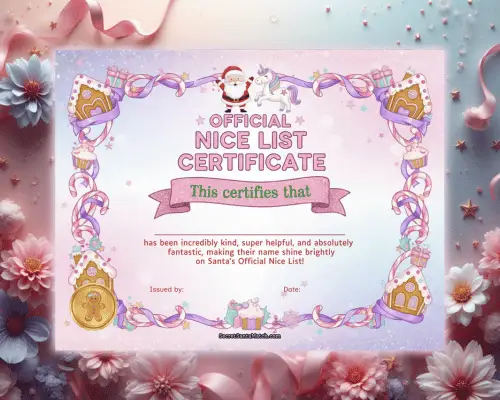 OFFICIAL
NICE LIST
CERTIFICATE
This certifies that
has been incredibly kind, super helpful, and absolutely
fantastic, making their name shine brightly
on Santa's Official Nice List!
Issued by:
Date:
SecretSantaMatch.com